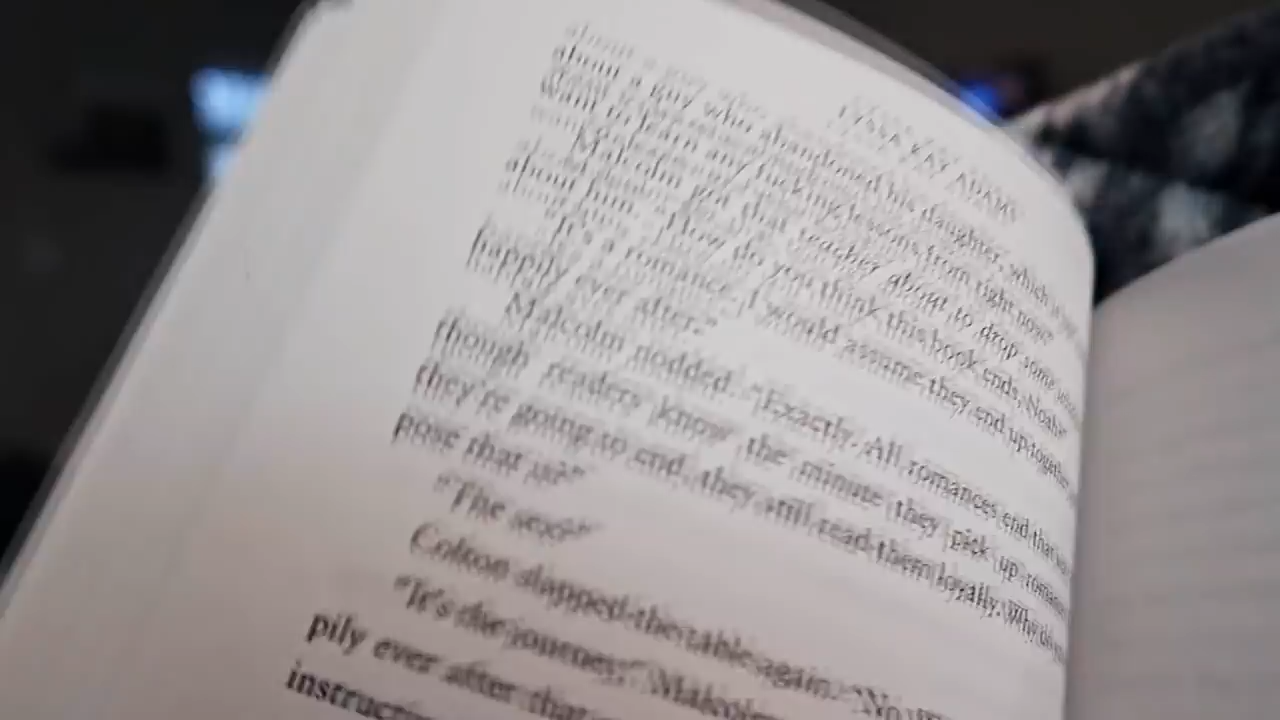 LYSSA KAY ADAMS
about a guy who abandoned his daughter, which
want to learn any fucking lessons from right now."
Malcolm got that teacher about to drop some
about him. "How do you think this book ends, Noah?"
"It's a romance. I would assume they end up together
happily ever after."
Malcolm nodded. "Exactly. All romances end that
though readers know the minute they pick up
they're going to end, they still read them loyally. Why do
pose that is?"
"The sex?"
Colton slapped the table again. "No,
"It's the journey," Malcolm
pily ever after that